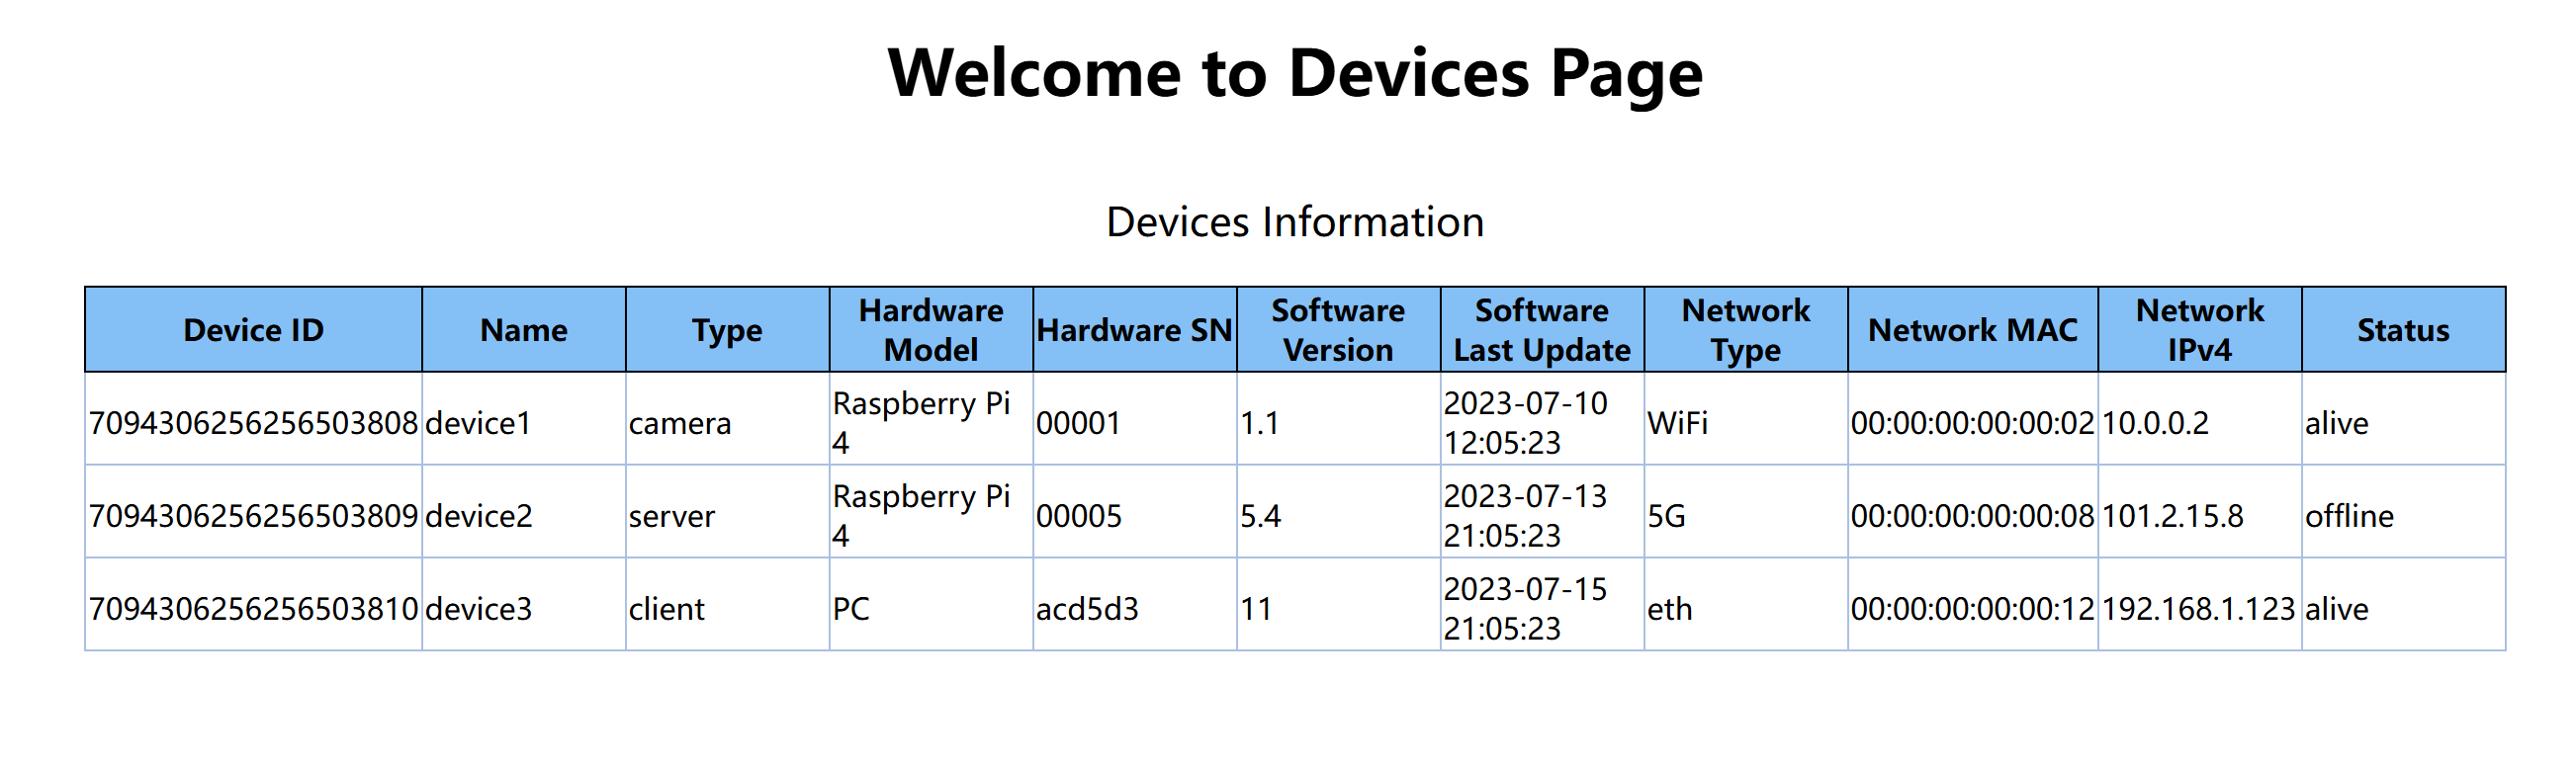 Welcome to Devices Page
Devices Information
Device ID Name Type Hardware Model Hardware SN Software Version Software Last Update Network Type Network MAC Network IPv4 Status
7094306256256503808 device1 camera Raspberry Pi 4 00001 1.1 2023-07-10 12:05:23 WiFi 00:00:00:00:00:02 10.0.0.2 alive
7094306256256503809 device2 server Raspberry Pi 4 00005 5.4 2023-07-13 21:05:23 5G 00:00:00:00:00:08 101.2.15.8 offline
7094306256256503810 device3 client PC acd5d3 11 2023-07-15 21:05:23 eth 00:00:00:00:00:12 192.168.1.123 alive